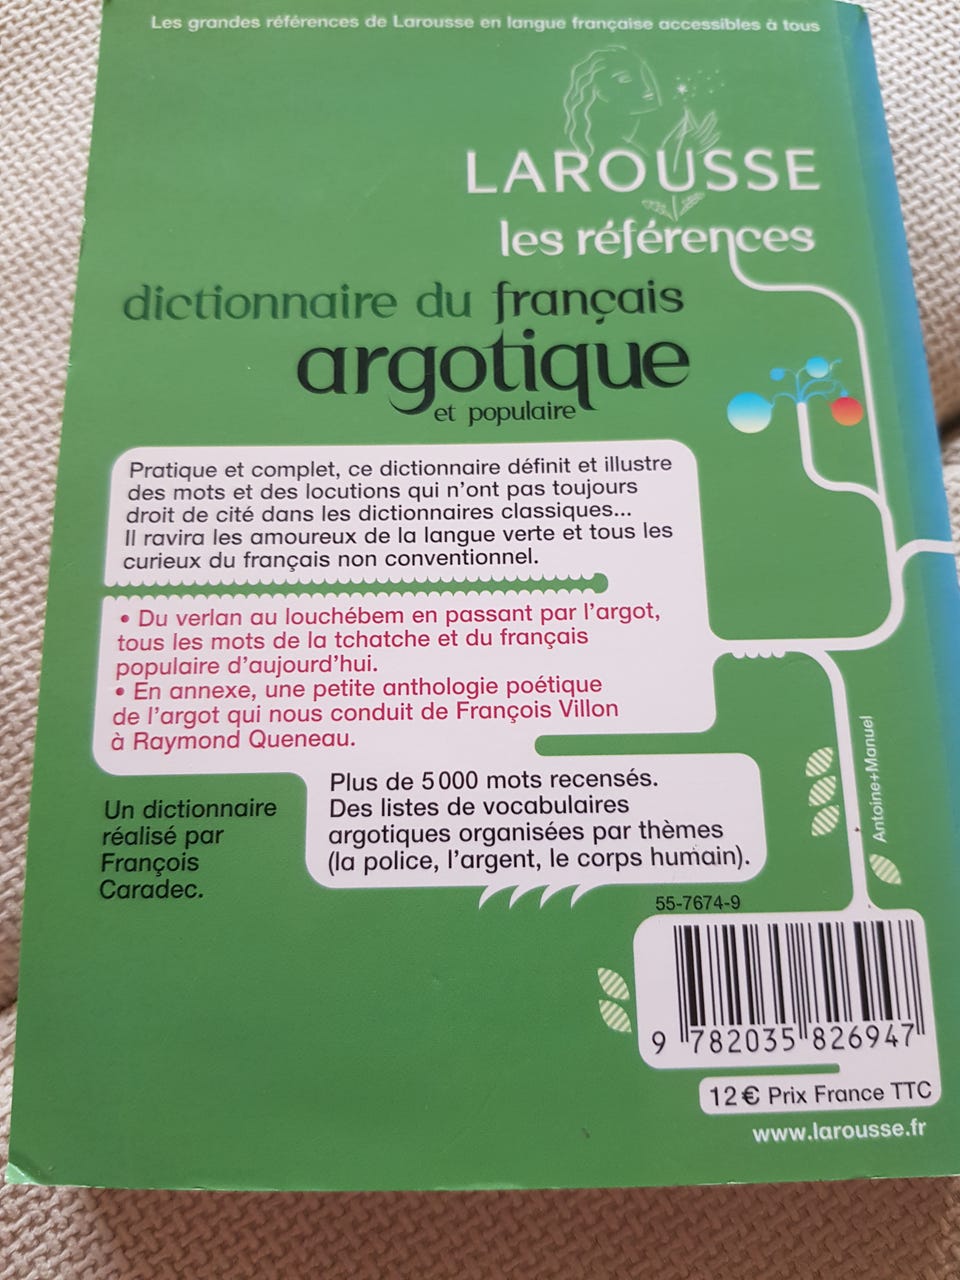 Les grandes références de Larousse en langue française accessibles à tous
LAROUSSE
les références
dictionnaire du français
argotique
et populaire
Pratique et complet, ce dictionnaire définit et illustre
des mots et des locutions qui n'ont pas toujours
droit de cité dans les dictionnaires classiques...
Il ravira les amoureux de la langue verte et tous les
curieux du français non conventionnel.
• Du verlan au louchébem en passant par l'argot,
tous les mots de la tchatche et du français
populaire d'aujourd'hui.
• En annexe, une petite anthologie poétique
de l'argot qui nous conduit de François Villon
à Raymond Queneau.
Un dictionnaire
réalisé par
François
Caradec.
Plus de 5 000 mots recensés.
Des listes de vocabulaires
argotiques organisées par thèmes
(la police, l'argent, le corps humain).
Antoine+Manuel
55-7674-9
9 782035 826947
12 € Prix France TTC
www.larousse.fr